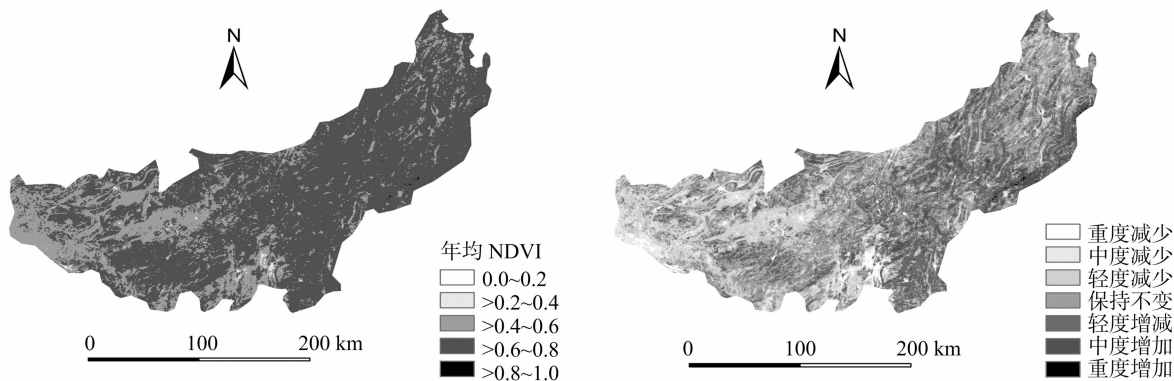 N
年均 NDVI
0.0~0.2
>0.2~0.4
>0.4~0.6
>0.6~0.8
>0.8~1.0
0 100 200 km
N
重度减少
中度减少
轻度减少
保持不变
轻度增减
中度增加
重度增加
0 100 200 km